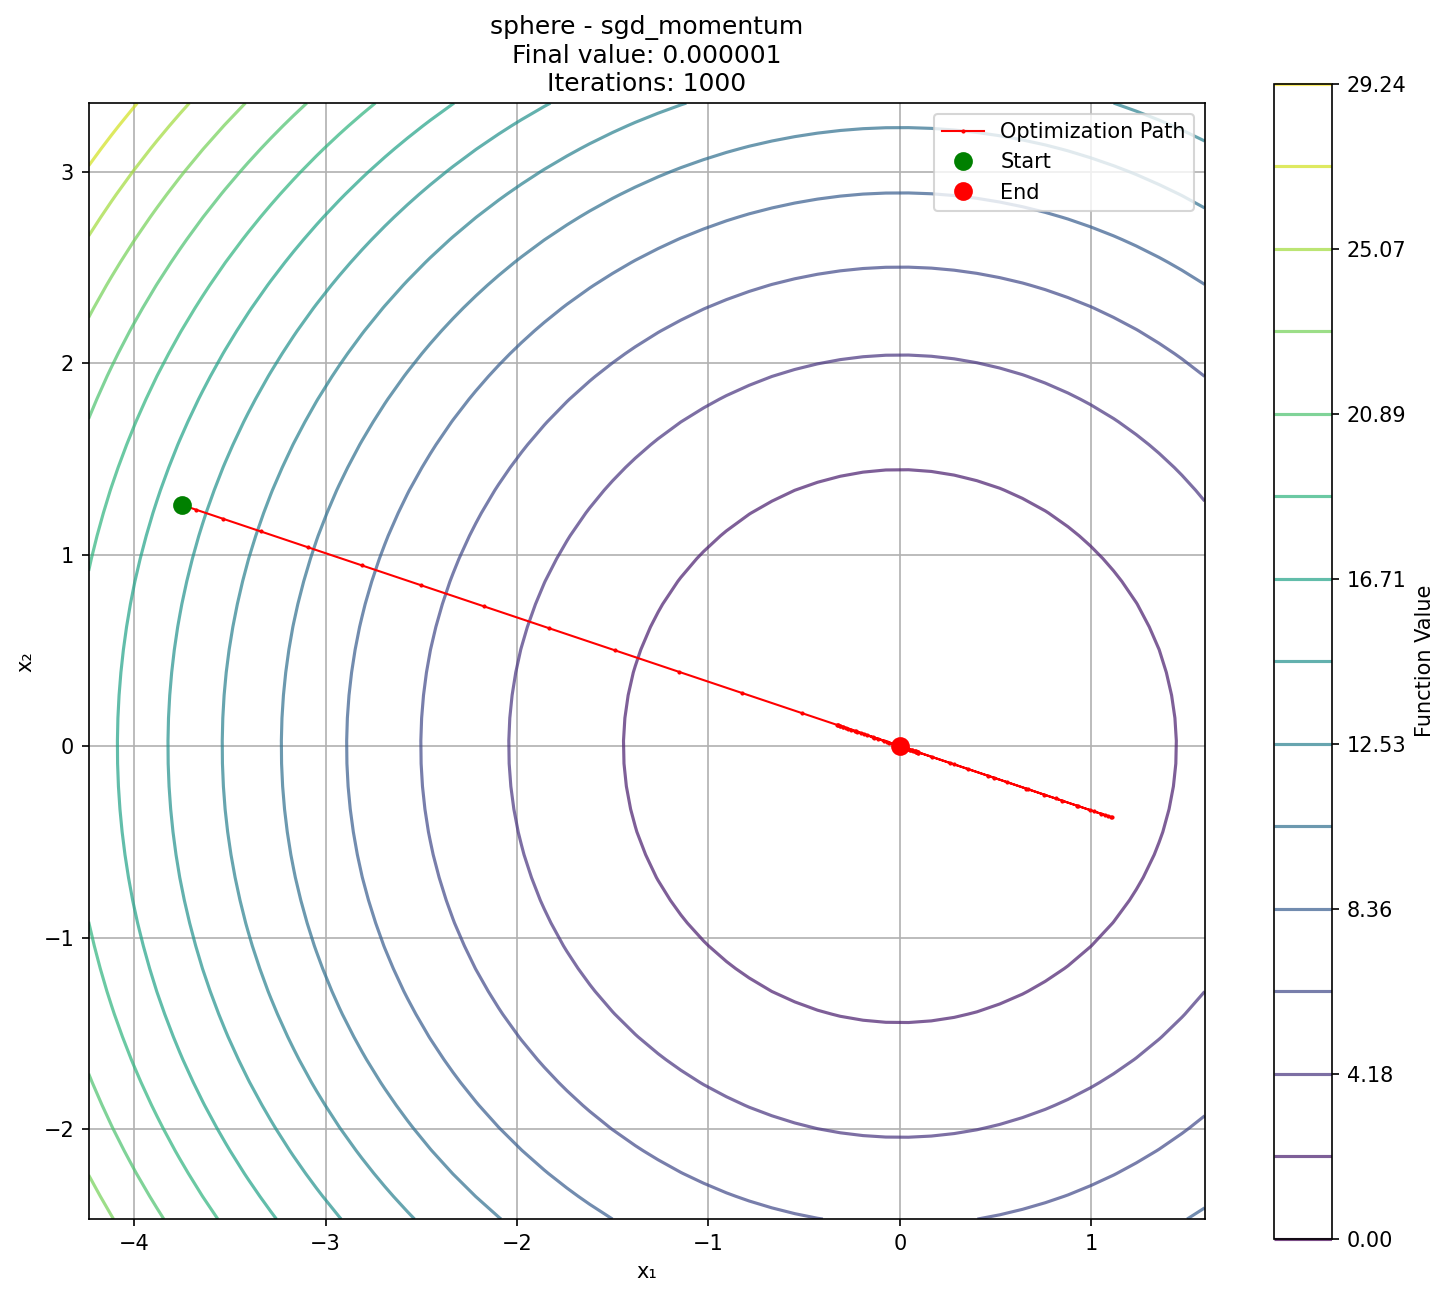 sphere - sgd_momentum
Final value: 0.000001
Iterations: 1000
Optimization Path
Start
End
3
2
1
0
−1
−2
−4
−3
−2
−1
0
1
x₁
x₂
29.24
25.07
20.89
16.71
12.53
8.36
4.18
0.00
Function Value